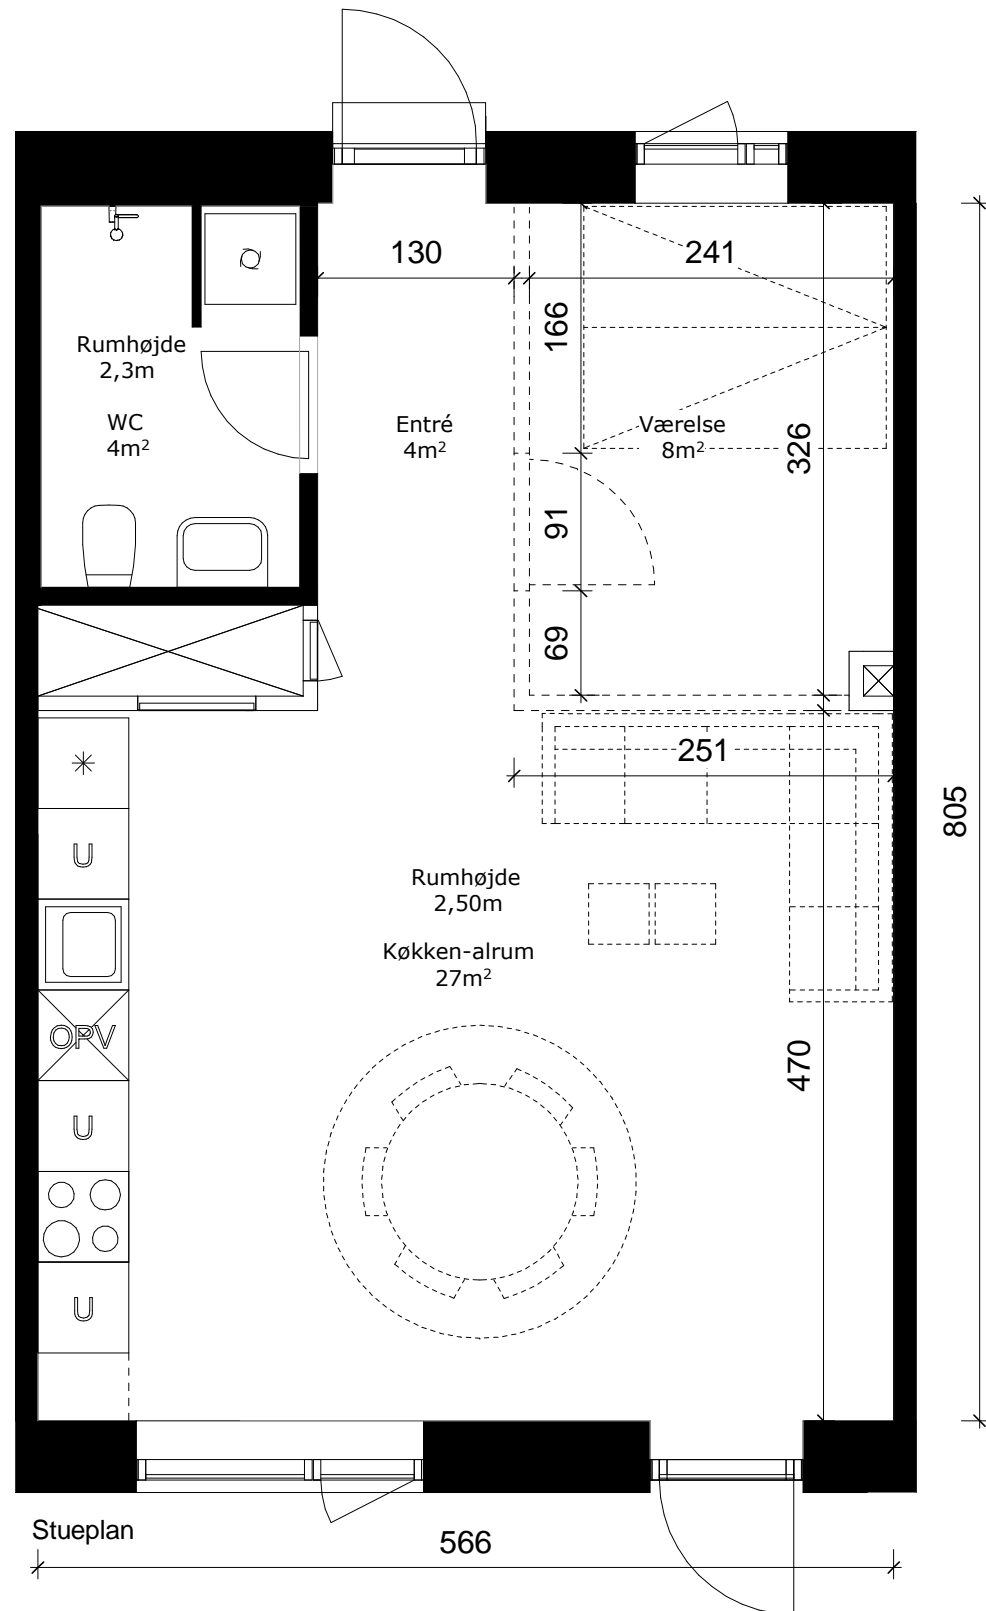 130
241
166
Rumhøjde
2,3m
WC
4m²
Entré
4m²
Værelse
8m²
326
91
69
251
805
U
Rumhøjde
2,50m
Køkken-alrum
27m²
OPV
470
U
U
Stueplan
566